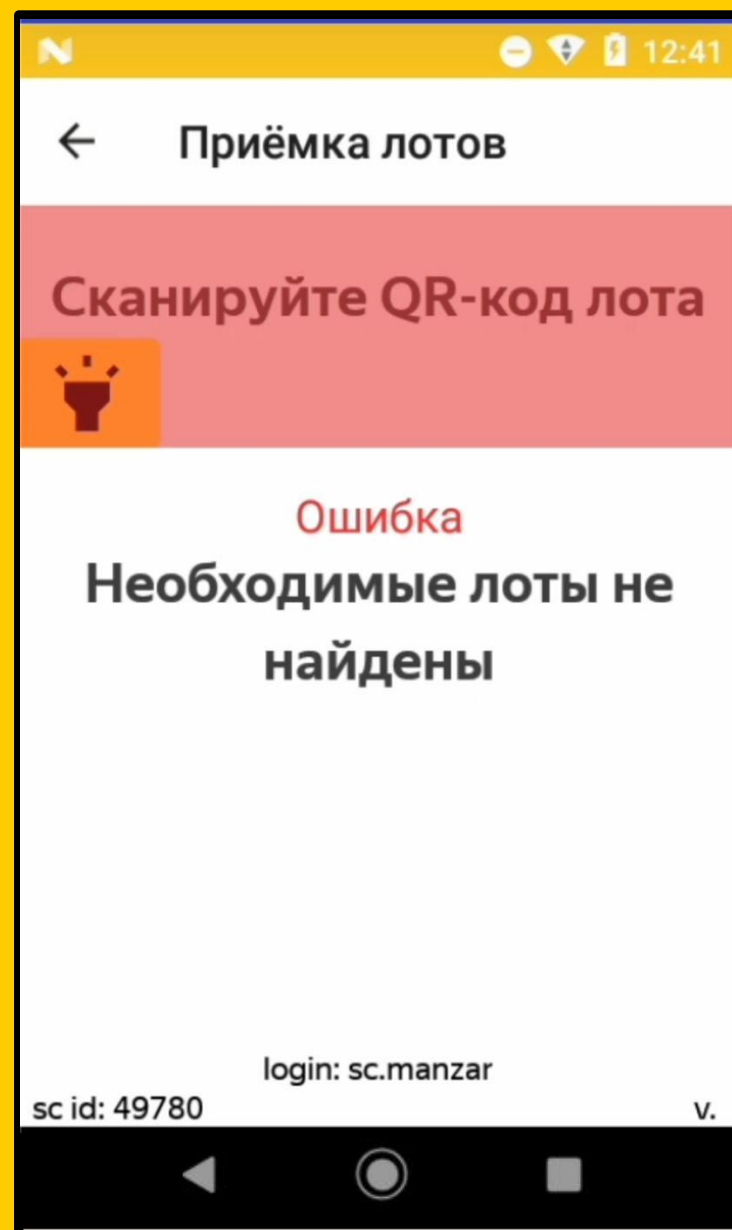 12:41
Приёмка лотов
Сканируйте QR-код лота
Ошибка
Необходимые лоты не
найдены
login: sc.manzar
sc id: 49780
v.